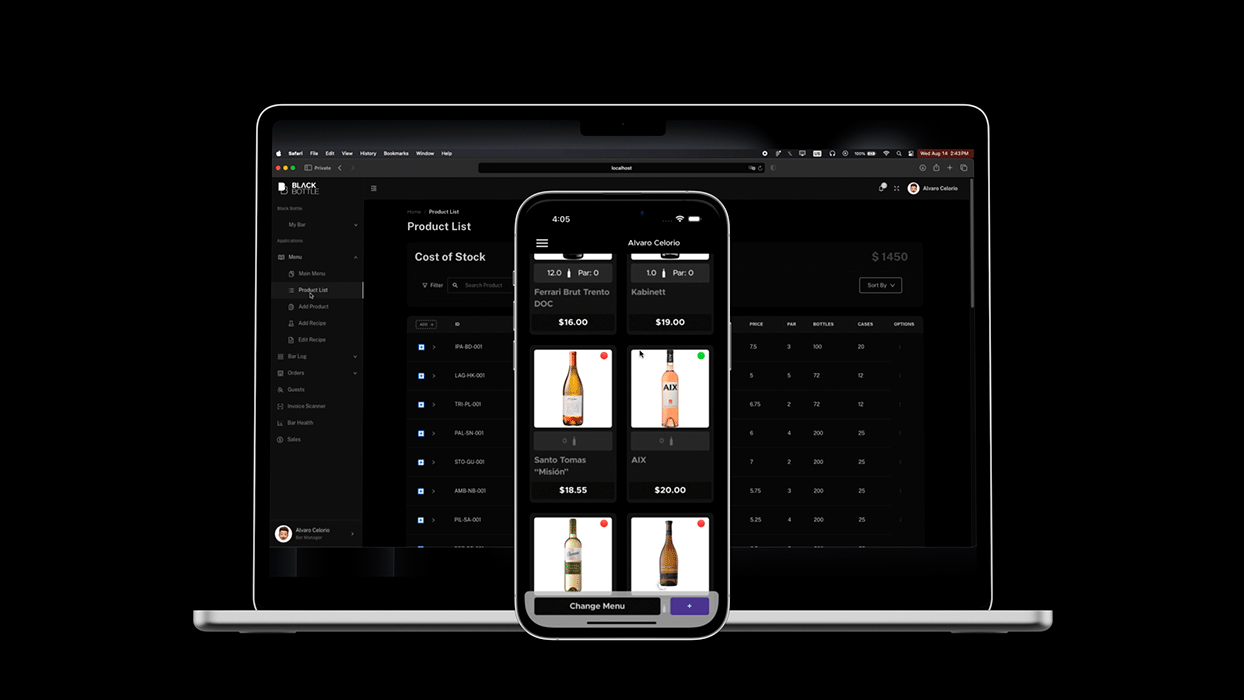 Safari File Edit View History Bookmarks Window Help
100%
Wed Aug 14 2:43 PM
Private
localhost
BLACK
BOTTLE
Alvaro Celorio
Black Bottle
My Bar
Applications
Menu
Main Menu
Product List
Add Product
Add Recipe
Edit Recipe
Bar Log
Orders
Guests
Invoice Scanner
Bar Health
Sales
Alvaro Celorio
Bar Manager
Home / Product List
Product List
Cost of Stock
$ 1450
Filter
Search Product
Sort By
ADD
ID
PRICE PAR BOTTLES CASES OPTIONS
IPA-BD-001
7.5 3 100 20
LAG-HK-001
5 5 72 12
TRI-PL-001
6.75 2 72 12
PAL-SN-001
6 4 200 25
STO-GU-001
7 2 200 25
AMB-NB-001
5.75 3 200 25
PIL-SA-001
5.25 4 200 25
4:05
Alvaro Celorio
12.0 Par: 0
1.0 Par: 0
Ferrari Brut Trento
DOC
Kabinett
$16.00
$19.00
AIX
0
0
Santo Tomas
“Misión”
AIX
$18.55
$20.00
Change Menu
+